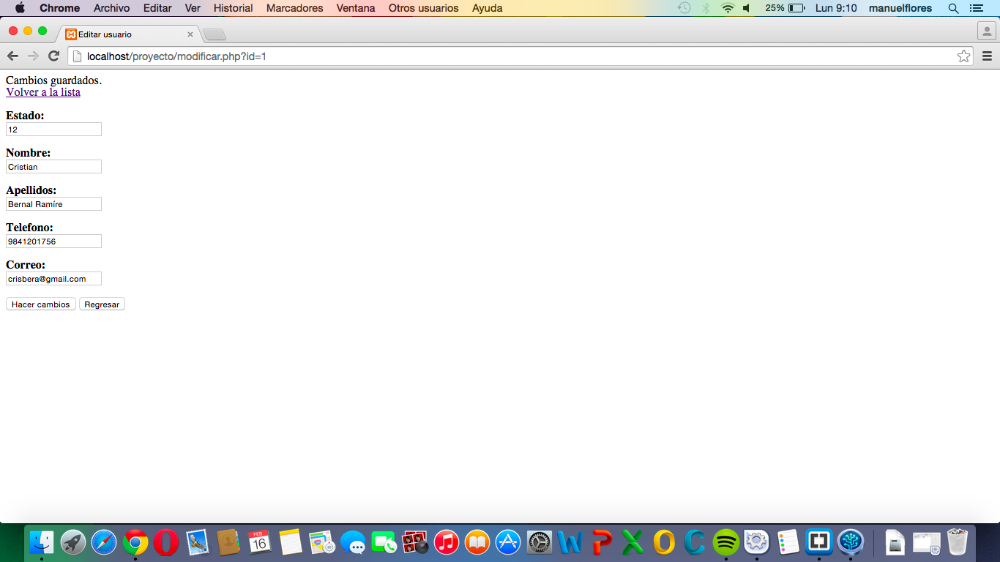 Chrome Archivo Editar Ver Historial Marcadores Ventana Otros usuarios Ayuda 25% Lun 9:10 manuelflores
Editar usuario
localhost/proyecto/modificar.php?id=1
Cambios guardados.
Volver a la lista
Estado:
12
Nombre:
Cristian
Apellidos:
Bernal Ramíre
Telefono:
9841201756
Correo:
crisbera@gmail.com
Hacer cambios Regresar
FEB
16